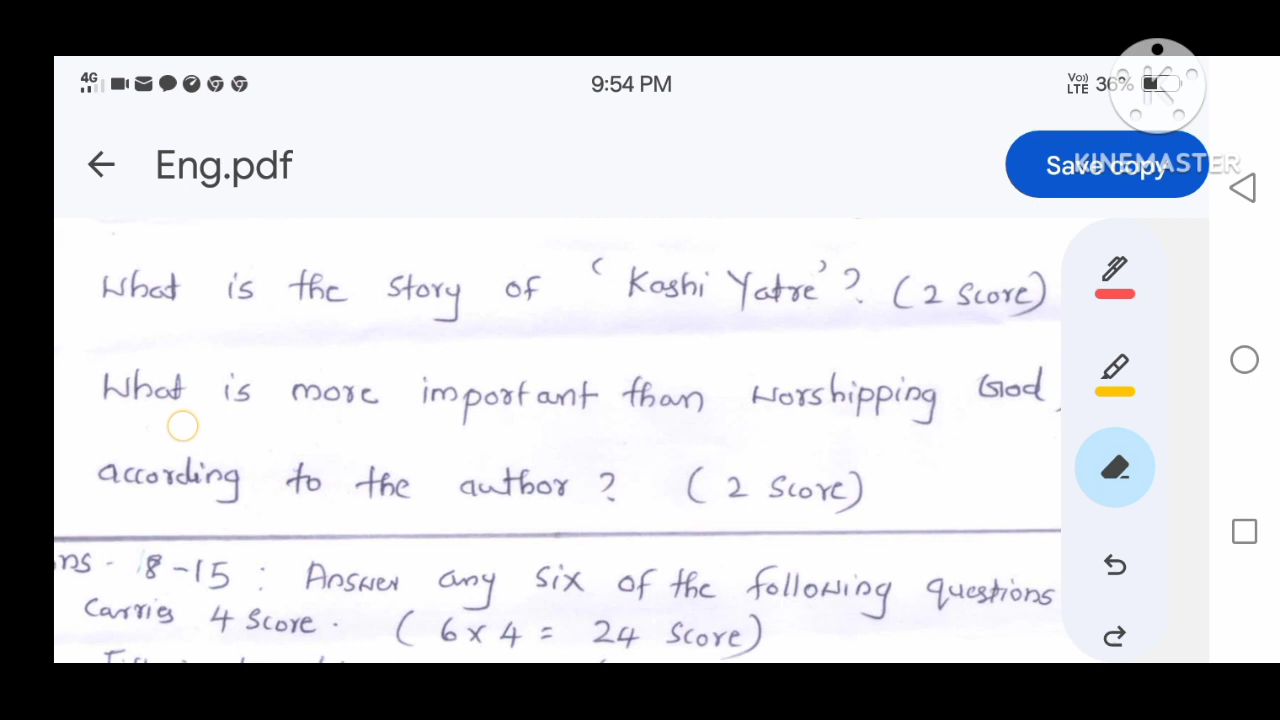 4G 9:54 PM Vo)) LTE 36%
Eng.pdf
Save copy
KINEMASTER
What is the story of ‘Kashi Yatre’? (2 Score)
What is more important than worshipping God,
according to the author? (2 Score)
ns - 8-15 : Answer any six of the following questions
Carries 4 Score. (6 x 4 = 24 Score)